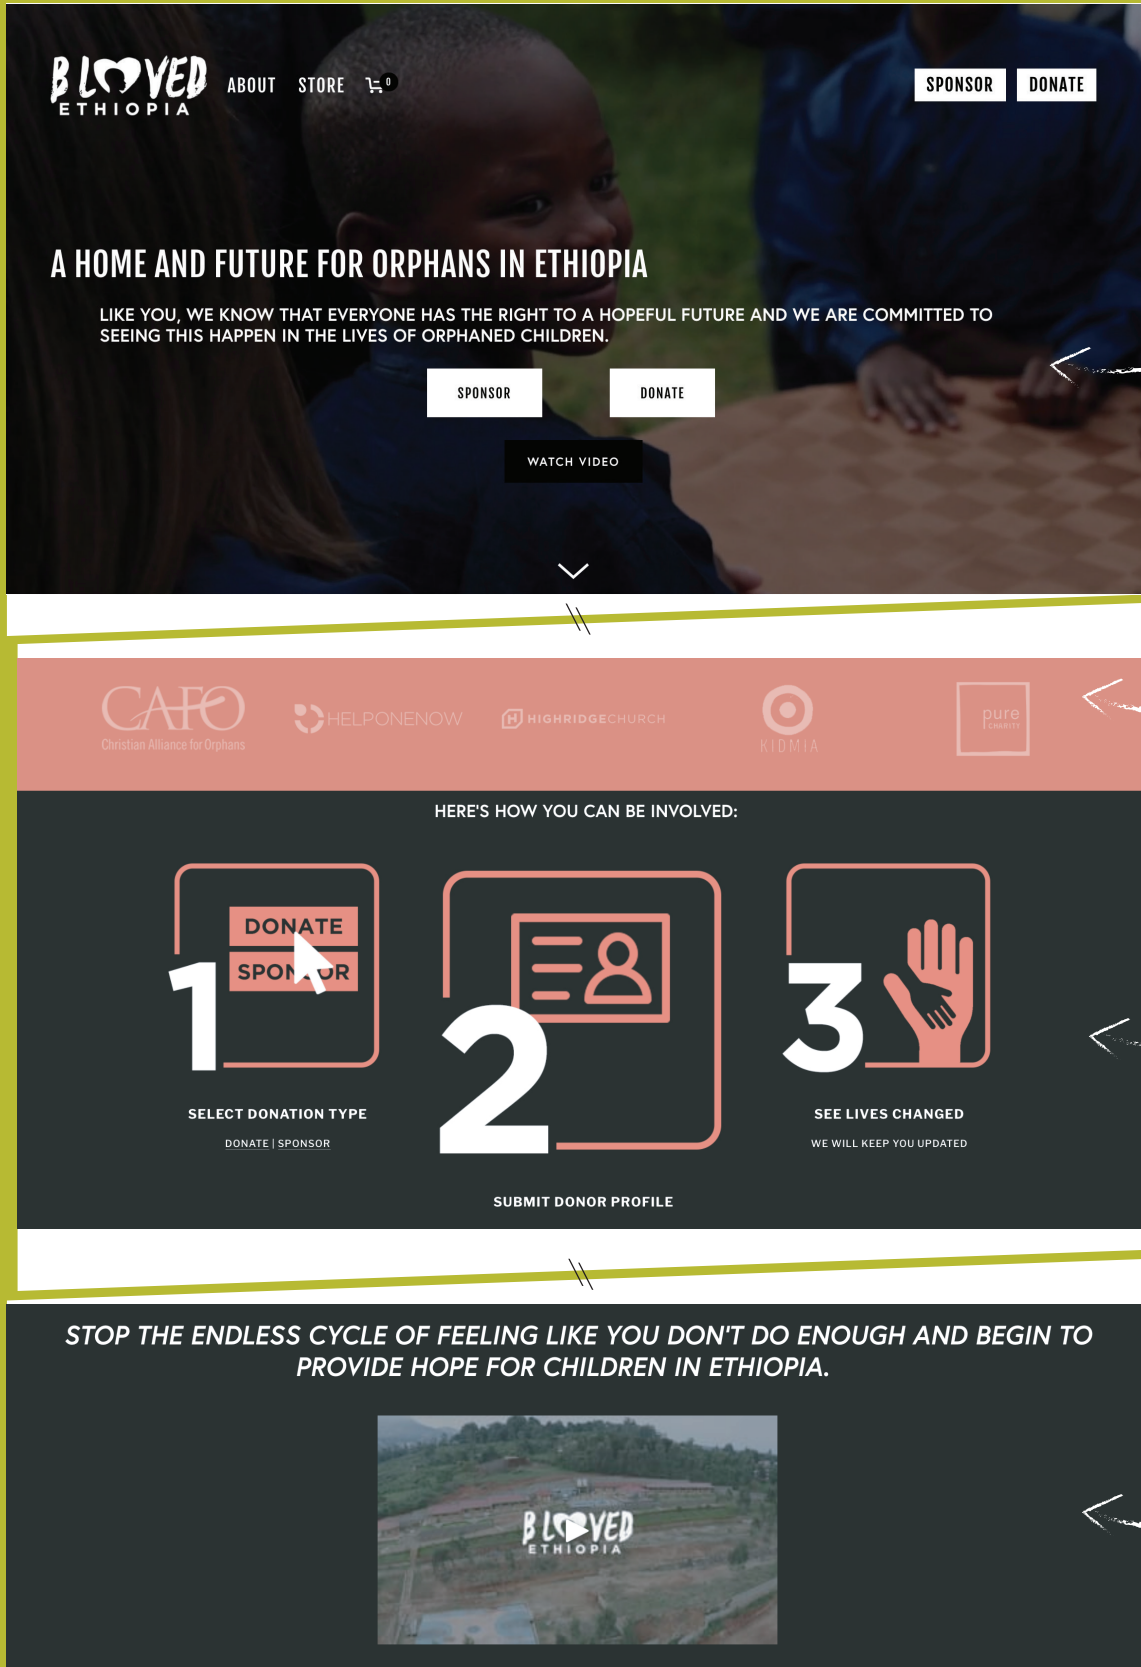 B LOVED
ETHIOPIA
ABOUT
STORE
0
SPONSOR
DONATE
A HOME AND FUTURE FOR ORPHANS IN ETHIOPIA
LIKE YOU, WE KNOW THAT EVERYONE HAS THE RIGHT TO A HOPEFUL FUTURE AND WE ARE COMMITTED TO
SEEING THIS HAPPEN IN THE LIVES OF ORPHANED CHILDREN.
SPONSOR
DONATE
WATCH VIDEO
CAFO
Christian Alliance for Orphans
HELPONENOW
H HIGHRIDGECHURCH
KIDMIA
pure
CHARITY
HERE'S HOW YOU CAN BE INVOLVED:
DONATE
SPONSOR
1
2
3
SELECT DONATION TYPE
DONATE | SPONSOR
SUBMIT DONOR PROFILE
SEE LIVES CHANGED
WE WILL KEEP YOU UPDATED
STOP THE ENDLESS CYCLE OF FEELING LIKE YOU DON'T DO ENOUGH AND BEGIN TO
PROVIDE HOPE FOR CHILDREN IN ETHIOPIA.
B LOVED
ETHIOPIA